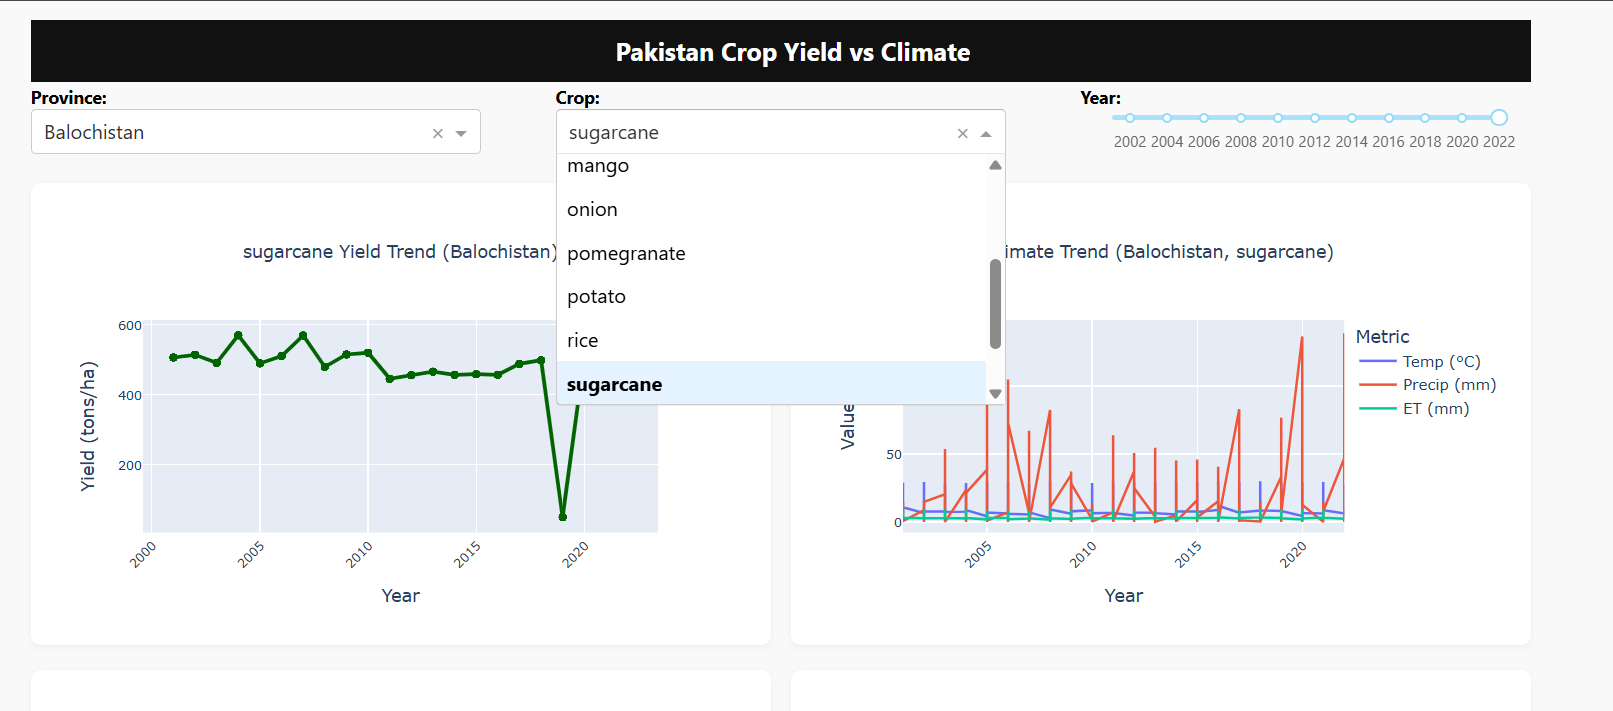 Pakistan Crop Yield vs Climate
Province:
Balochistan
Crop:
sugarcane
mango
onion
pomegranate
potato
rice
sugarcane
Year:
2002 2004 2006 2008 2010 2012 2014 2016 2018 2020 2022
sugarcane Yield Trend (Balochistan)
600
400
200
Yield (tons/ha)
2000
2005
2010
2015
2020
Year
imate Trend (Balochistan, sugarcane)
Value
50
0
2005
2010
2015
2020
Year
Metric
Temp (°C)
Precip (mm)
ET (mm)